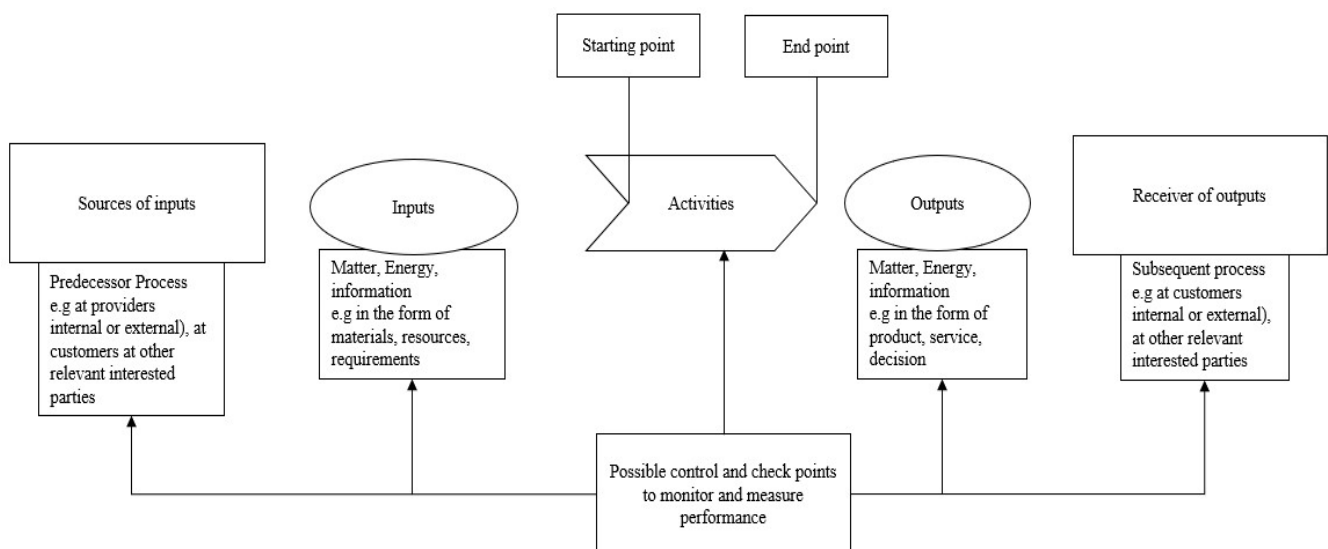 Starting point
End point
Sources of inputs
Inputs
Activities
Outputs
Receiver of outputs
Predecessor Process
e.g at providers
internal or external), at
customers at other
relevant interested
parties
Matter, Energy,
information
e.g in the form of
materials, resources,
requirements
Matter, Energy,
information
e.g in the form of
product, service,
decision
Subsequent process
e.g at customers
internal or external),
at other relevant
interested parties
Possible control and check points
to monitor and measure
performance